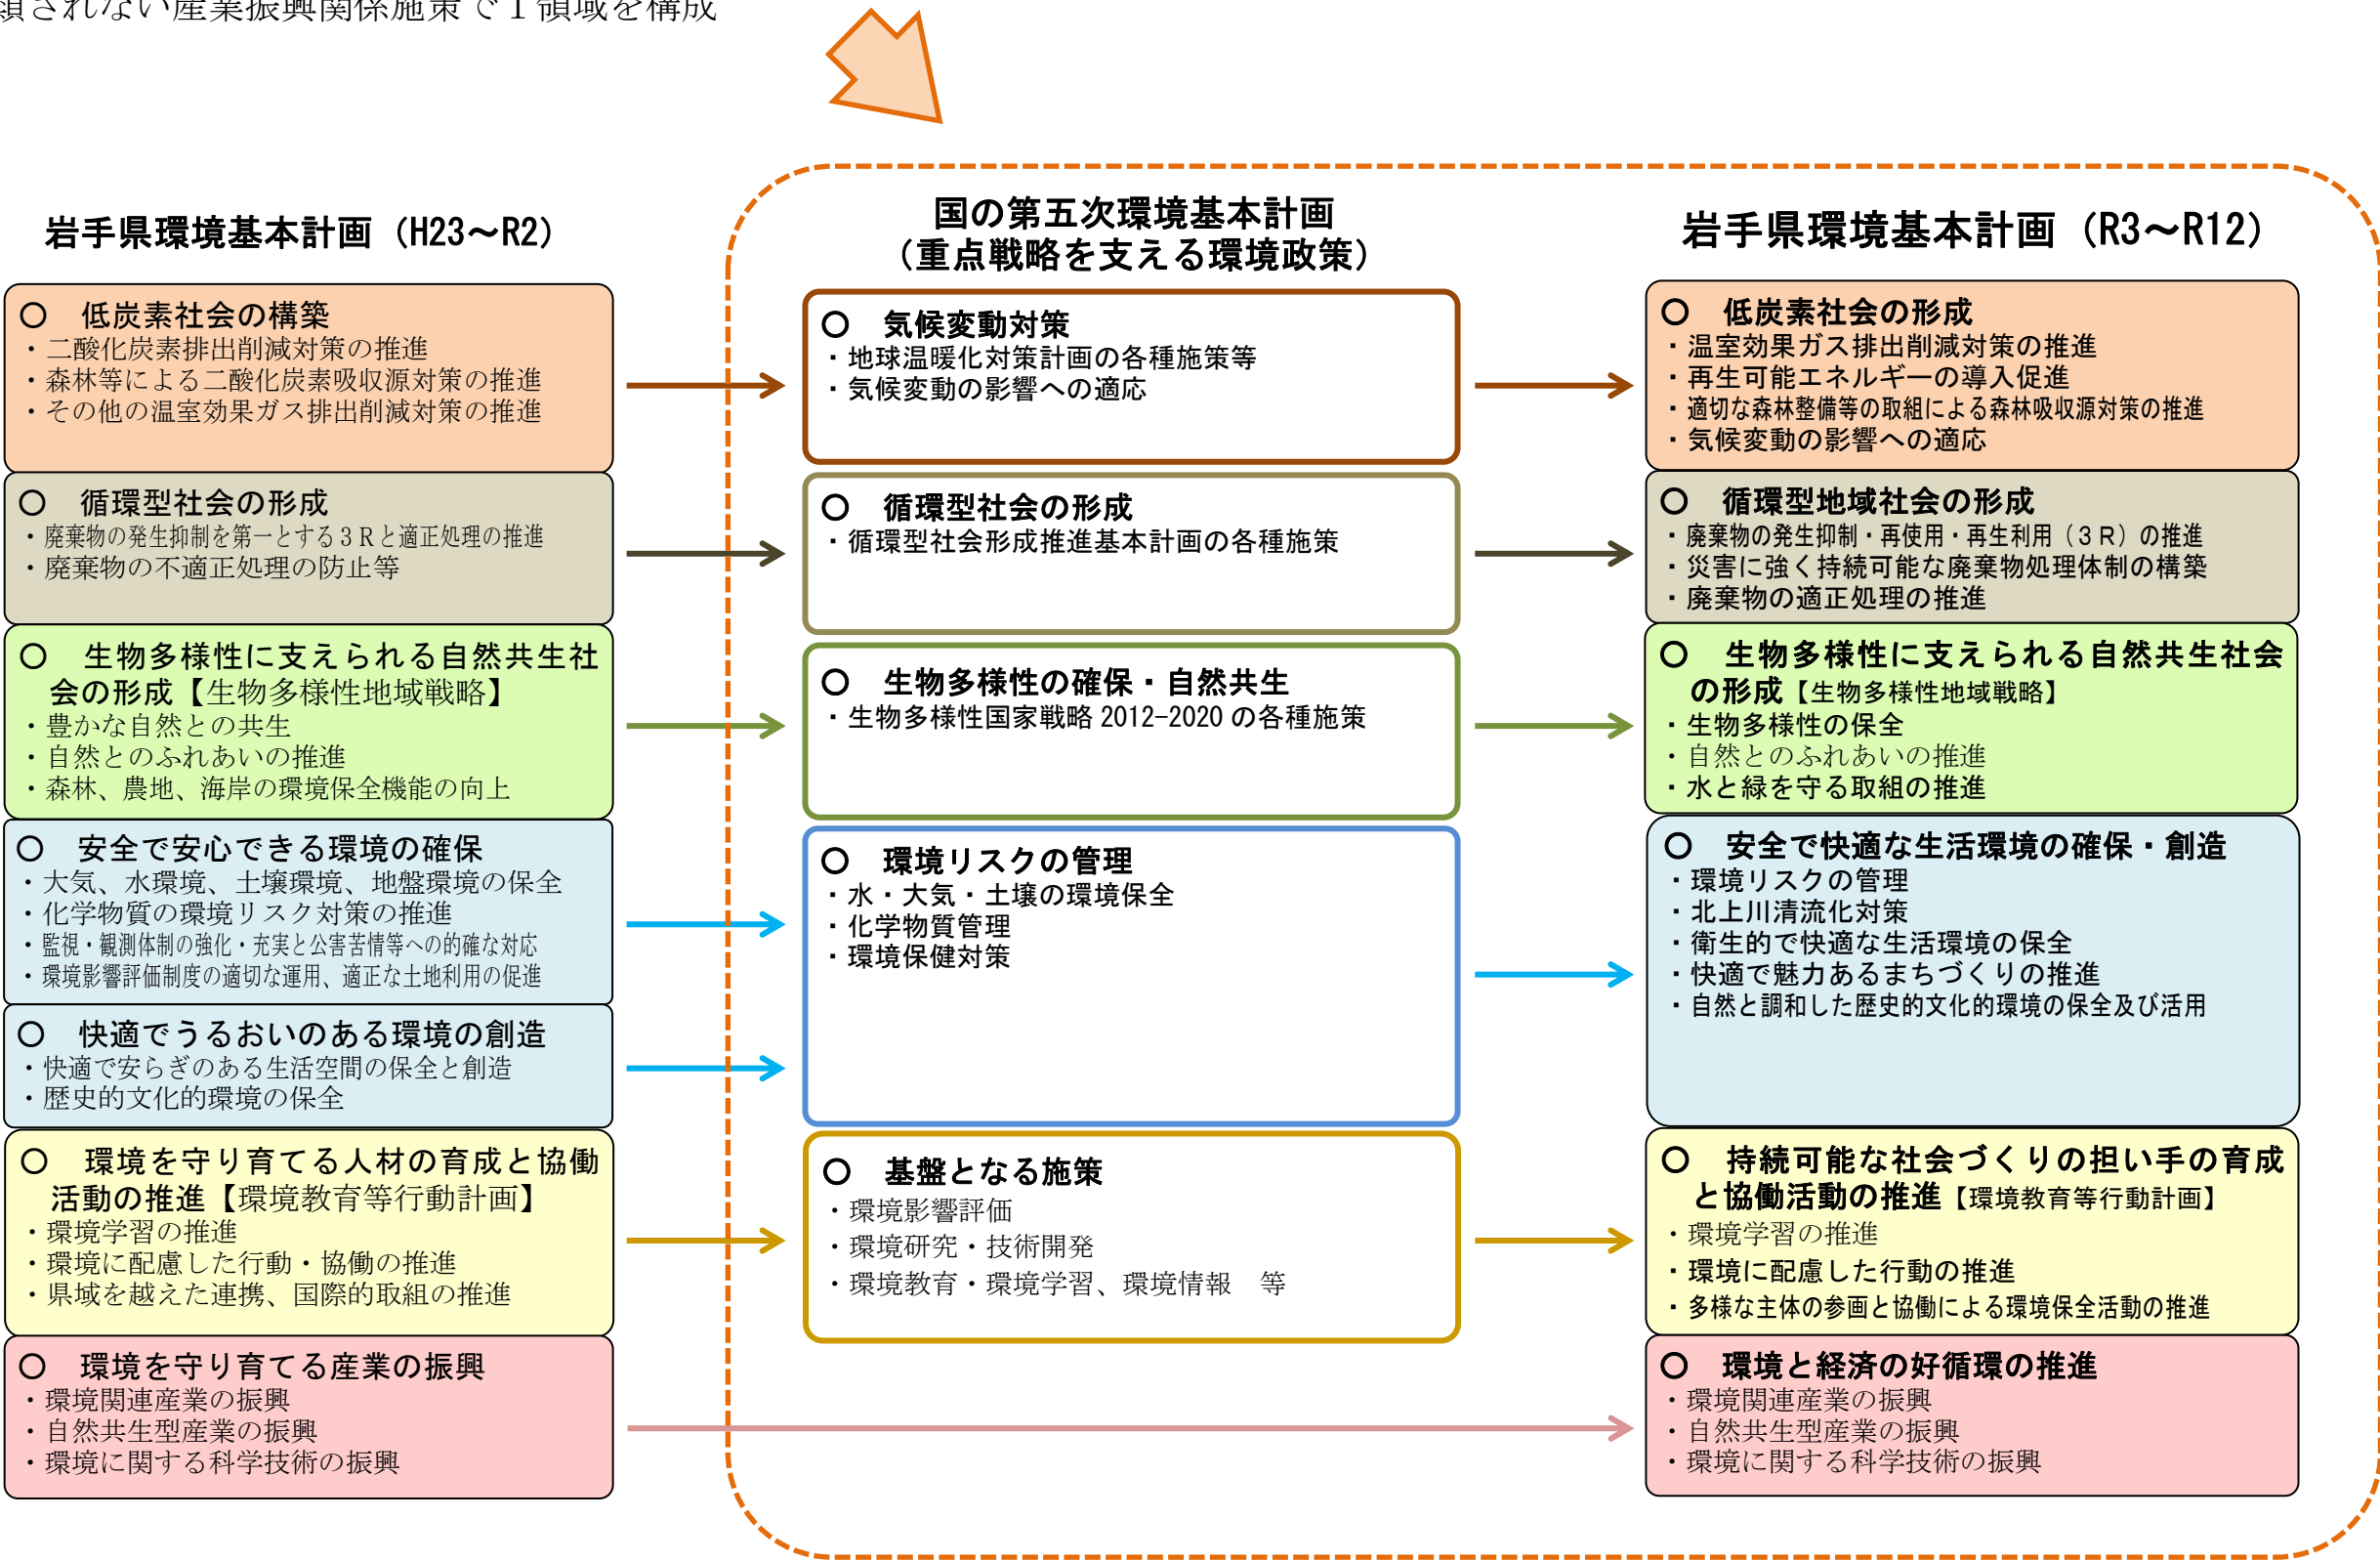 されない産業振興関係施策で1領域を構成
岩手県環境基本計画（H23～R2）
○　低炭素社会の構築
・二酸化炭素排出削減対策の推進
・森林等による二酸化炭素吸収源対策の推進
・その他の温室効果ガス排出削減対策の推進
○　循環型社会の形成
・廃棄物の発生抑制を第一とする３Ｒと適正処理の推進
・廃棄物の不適正処理の防止等
○　生物多様性に支えられる自然共生社
会の形成【生物多様性地域戦略】
・豊かな自然との共生
・自然とのふれあいの推進
・森林、農地、海岸の環境保全機能の向上
○　安全で安心できる環境の確保
・大気、水環境、土壌環境、地盤環境の保全
・化学物質の環境リスク対策の推進
・監視・観測体制の強化・充実と公害苦情等への的確な対応
・環境影響評価制度の適切な運用、適正な土地利用の促進
○　快適でうるおいのある環境の創造
・快適で安らぎのある生活空間の保全と創造
・歴史的文化的環境の保全
○　環境を守り育てる人材の育成と協働
活動の推進【環境教育等行動計画】
・環境学習の推進
・環境に配慮した行動・協働の推進
・県域を越えた連携、国際的取組の推進
○　環境を守り育てる産業の振興
・環境関連産業の振興
・自然共生型産業の振興
・環境に関する科学技術の振興
国の第五次環境基本計画
（重点戦略を支える環境政策）
○　気候変動対策
・地球温暖化対策計画の各種施策等
・気候変動の影響への適応
○　循環型社会の形成
・循環型社会形成推進基本計画の各種施策
○　生物多様性の確保・自然共生
・生物多様性国家戦略 2012-2020 の各種施策
○　環境リスクの管理
・水・大気・土壌の環境保全
・化学物質管理
・環境保健対策
○　基盤となる施策
・環境影響評価
・環境研究・技術開発
・環境教育・環境学習、環境情報　等
岩手県環境基本計画（R3～R12）
○　低炭素社会の形成
・温室効果ガス排出削減対策の推進
・再生可能エネルギーの導入促進
・適切な森林整備等の取組による森林吸収源対策の推進
・気候変動の影響への適応
○　循環型地域社会の形成
・廃棄物の発生抑制・再使用・再生利用（３Ｒ）の推進
・災害に強く持続可能な廃棄物処理体制の構築
・廃棄物の適正処理の推進
○　生物多様性に支えられる自然共生社会
の形成【生物多様性地域戦略】
・生物多様性の保全
・自然とのふれあいの推進
・水と緑を守る取組の推進
○　安全で快適な生活環境の確保・創造
・環境リスクの管理
・北上川清流化対策
・衛生的で快適な生活環境の保全
・快適で魅力あるまちづくりの推進
・自然と調和した歴史的文化的環境の保全及び活用
○　持続可能な社会づくりの担い手の育成
と協働活動の推進【環境教育等行動計画】
・環境学習の推進
・環境に配慮した行動の推進
・多様な主体の参画と協働による環境保全活動の推進
○　環境と経済の好循環の推進
・環境関連産業の振興
・自然共生型産業の振興
・環境に関する科学技術の振興